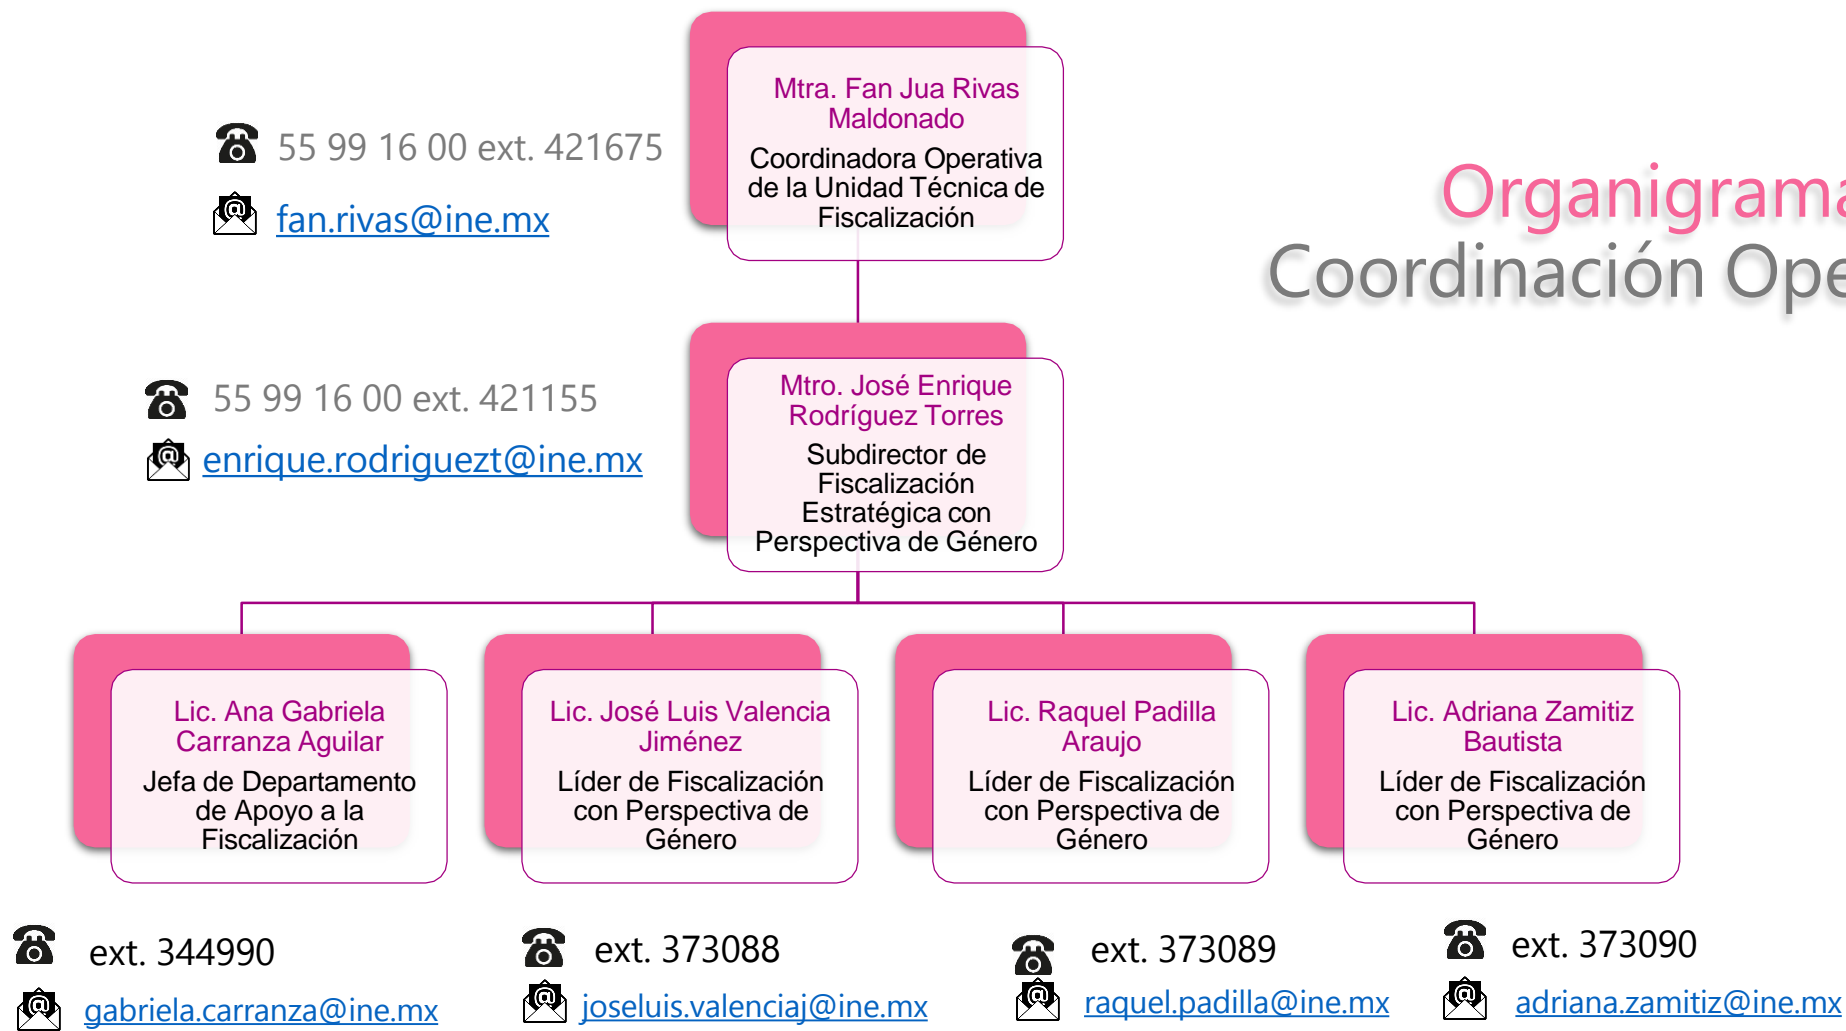 Mtra. Fan Jua Rivas
Maldonado
Coordinadora Operativa
de la Unidad Técnica de
Fiscalización
55 99 16 00 ext. 421675
fan.rivas@ine.mx
Organigrama
Coordinación Ope
Mtro. José Enrique
Rodríguez Torres
Subdirector de
Fiscalización
Estratégica con
Perspectiva de Género
55 99 16 00 ext. 421155
enrique.rodriguezt@ine.mx
Lic. Ana Gabriela
Carranza Aguilar
Jefa de Departamento
de Apoyo a la
Fiscalización
Lic. José Luis Valencia
Jiménez
Líder de Fiscalización
con Perspectiva de
Género
Lic. Raquel Padilla
Araujo
Líder de Fiscalización
con Perspectiva de
Género
Lic. Adriana Zamitiz
Bautista
Líder de Fiscalización
con Perspectiva de
Género
ext. 344990
gabriela.carranza@ine.mx
ext. 373088
joseluis.valenciaj@ine.mx
ext. 373089
raquel.padilla@ine.mx
ext. 373090
adriana.zamitiz@ine.mx